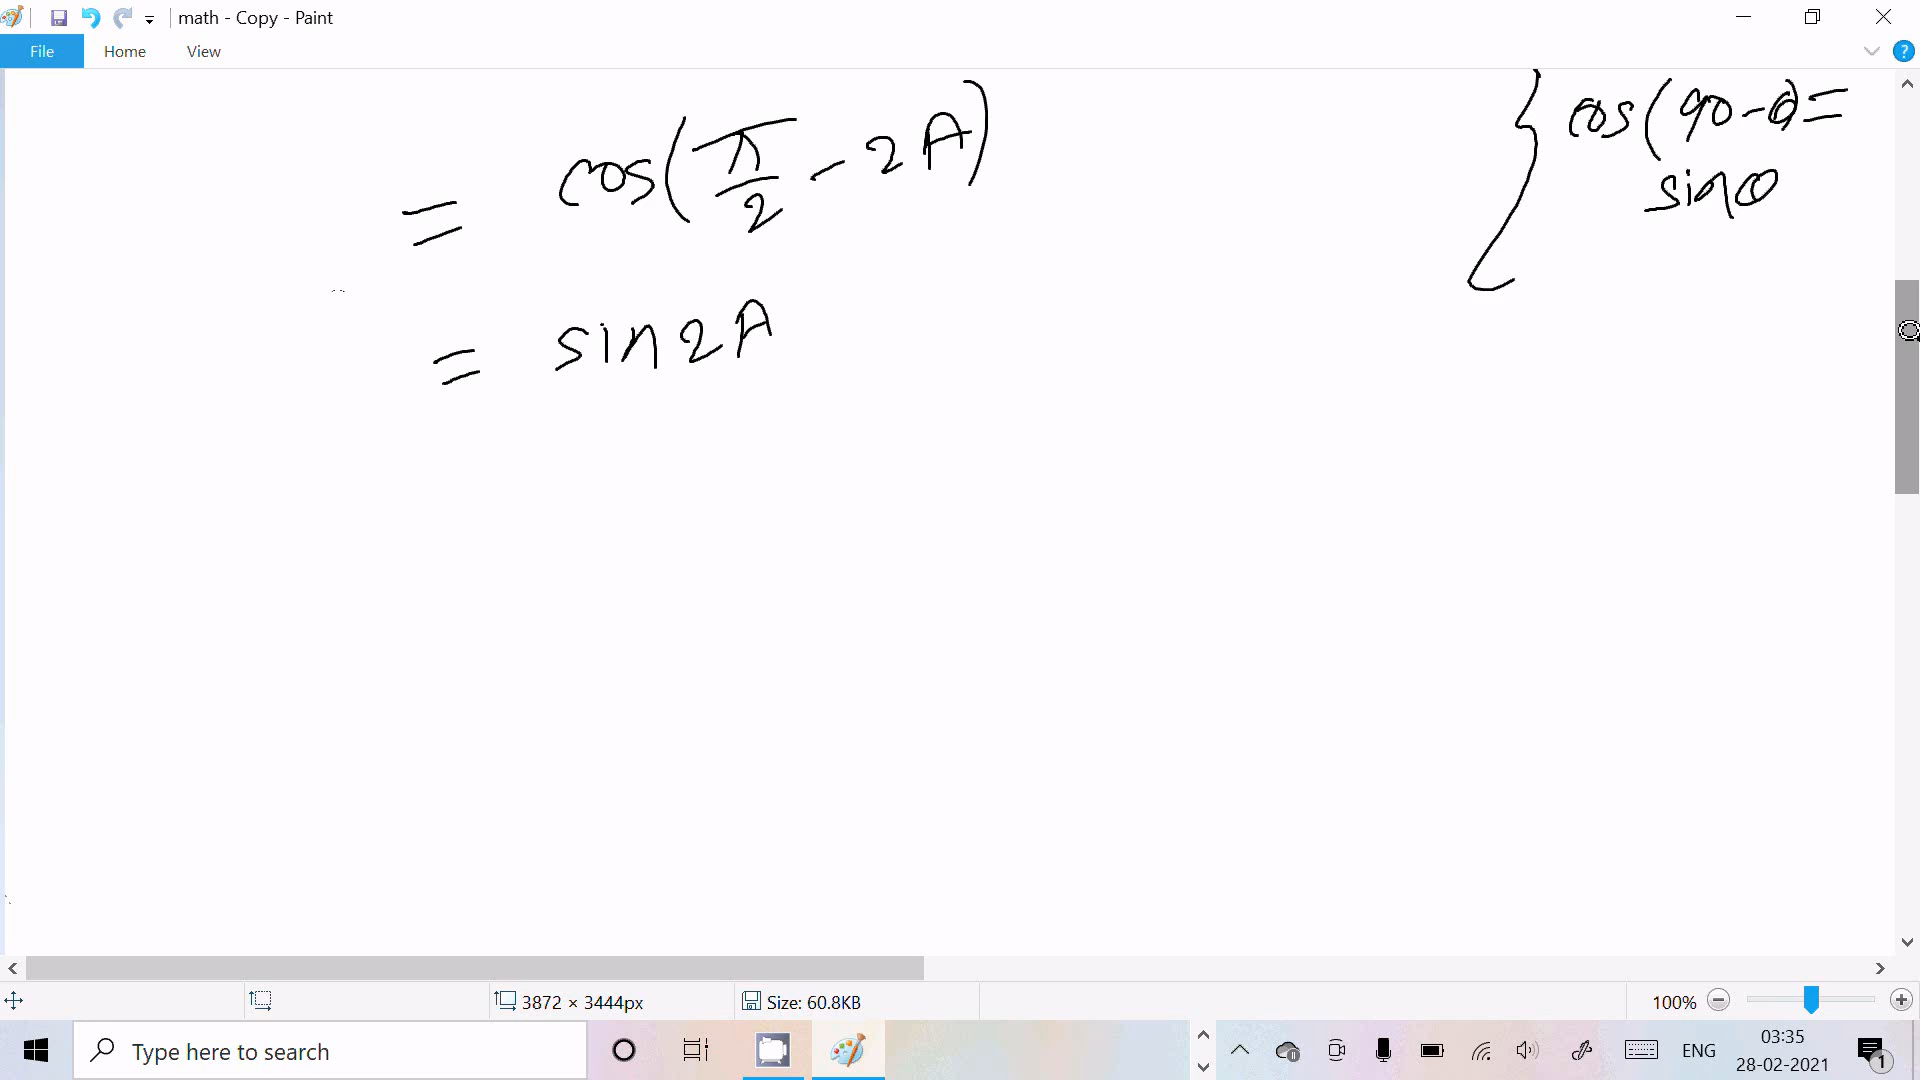 math - Copy - Paint
File Home View
= cos(π/2 - 2A)
= sin2A
cos(90-θ=
sinθ
3872 × 3444px Size: 60.8KB 100%
Type here to search
ENG
03:35
28-02-2021
1